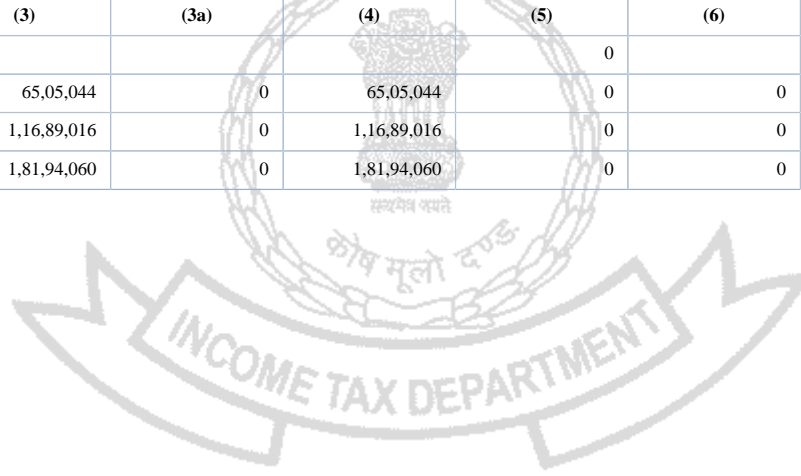 (3) (3a) (4) (5) (6)
0
65,05,044 0 65,05,044 0 0
1,16,89,016 0 1,16,89,016 0 0
1,81,94,060 0 1,81,94,060 0 0
सत्यमेव जयते
कोष मूलो दण्ड
INCOME TAX DEPARTMENT